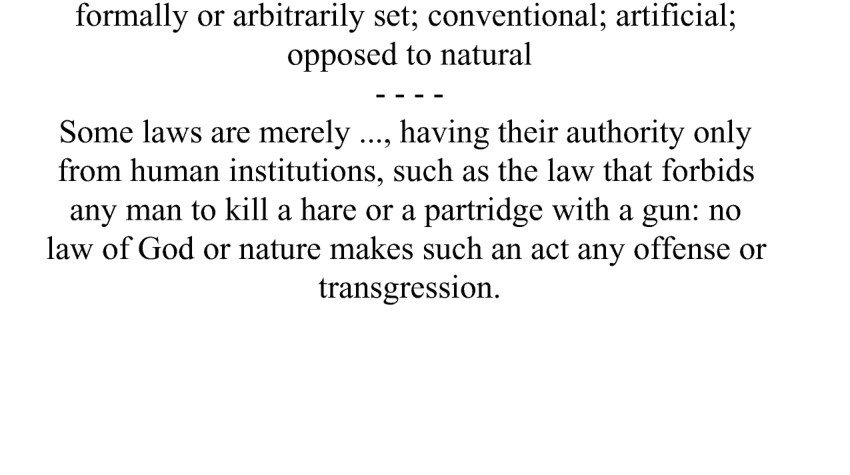 formally or arbitrarily set; conventional; artificial;
opposed to natural
- - - -
Some laws are merely ..., having their authority only
from human institutions, such as the law that forbids
any man to kill a hare or a partridge with a gun: no
law of God or nature makes such an act any offense or
transgression.